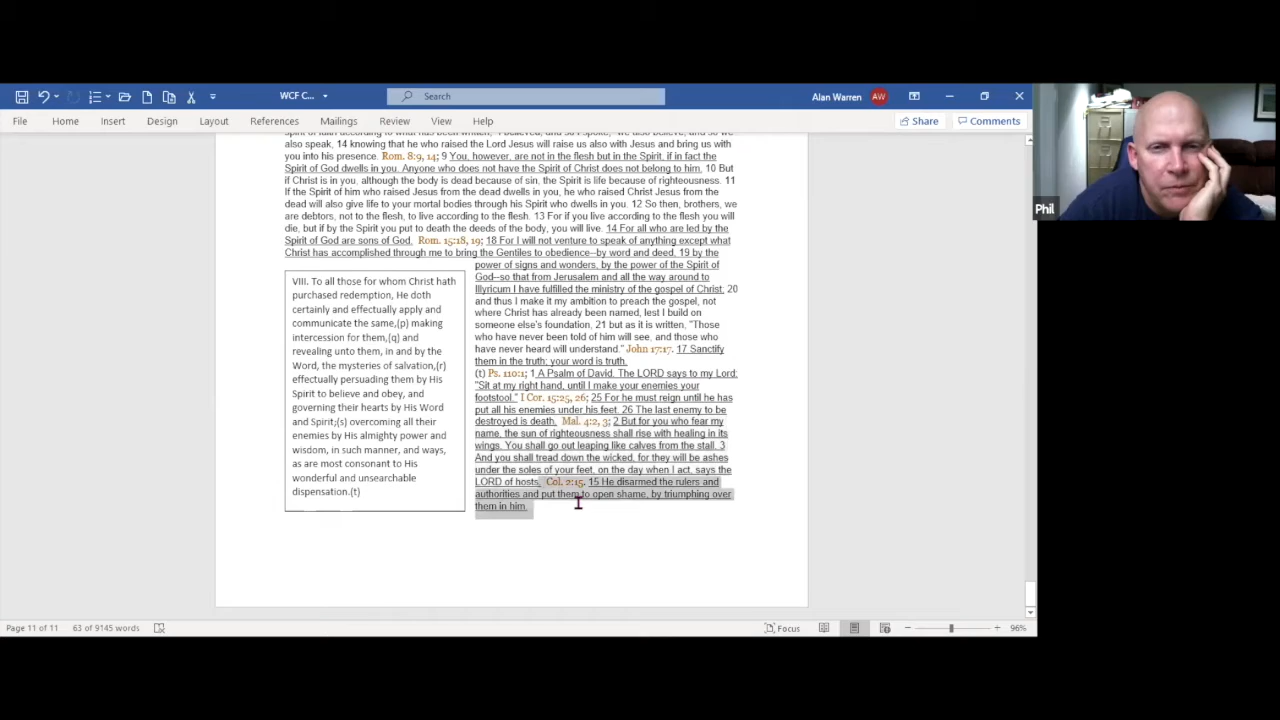 WCF C...
Search
Alan Warren
AW
File
Home
Insert
Design
Layout
References
Mailings
Review
View
Help
Share
Comments
Phil
Spirit of faith according to what has been written, "I believed, and so I spoke," we also believe, and so we
also speak, 14 knowing that he who raised the Lord Jesus will raise us also with Jesus and bring us with
you into his presence. Rom. 8:9, 14; 9 You, however, are not in the flesh but in the Spirit, if in fact the
Spirit of God dwells in you. Anyone who does not have the Spirit of Christ does not belong to him. 10 But
if Christ is in you, although the body is dead because of sin, the Spirit is life because of righteousness. 11
If the Spirit of him who raised Jesus from the dead dwells in you, he who raised Christ Jesus from the
dead will also give life to your mortal bodies through his Spirit who dwells in you. 12 So then, brothers, we
are debtors, not to the flesh, to live according to the flesh. 13 For if you live according to the flesh you will
die, but if by the Spirit you put to death the deeds of the body, you will live. 14 For all who are led by the
Spirit of God are sons of God. Rom. 15:18, 19; 18 For I will not venture to speak of anything except what
Christ has accomplished through me to bring the Gentiles to obedience--by word and deed, 19 by the
power of signs and wonders, by the power of the Spirit of
God--so that from Jerusalem and all the way around to
Illyricum I have fulfilled the ministry of the gospel of Christ; 20
and thus I make it my ambition to preach the gospel, not
where Christ has already been named, lest I build on
someone else's foundation, 21 but as it is written, "Those
who have never been told of him will see, and those who
have never heard will understand." John 17:17. 17 Sanctify
them in the truth; your word is truth.
(t) Ps. 110:1; 1 A Psalm of David. The LORD says to my Lord:
"Sit at my right hand, until I make your enemies your
footstool." I Cor. 15:25, 26; 25 For he must reign until he has
put all his enemies under his feet. 26 The last enemy to be
destroyed is death. Mal. 4:2, 3; 2 But for you who fear my
name, the sun of righteousness shall rise with healing in its
wings. You shall go out leaping like calves from the stall. 3
And you shall tread down the wicked, for they will be ashes
under the soles of your feet, on the day when I act, says the
LORD of hosts. Col. 2:15. 15 He disarmed the rulers and
authorities and put them to open shame, by triumphing over
them in him.
VIII. To all those for whom Christ hath
purchased redemption, He doth
certainly and effectually apply and
communicate the same,(p) making
intercession for them,(q) and
revealing unto them, in and by the
Word, the mysteries of salvation,(r)
effectually persuading them by His
Spirit to believe and obey, and
governing their hearts by His Word
and Spirit;(s) overcoming all their
enemies by His almighty power and
wisdom, in such manner, and ways,
as are most consonant to His
wonderful and unsearchable
dispensation.(t)
Page 11 of 11
63 of 9145 words
Focus
96%